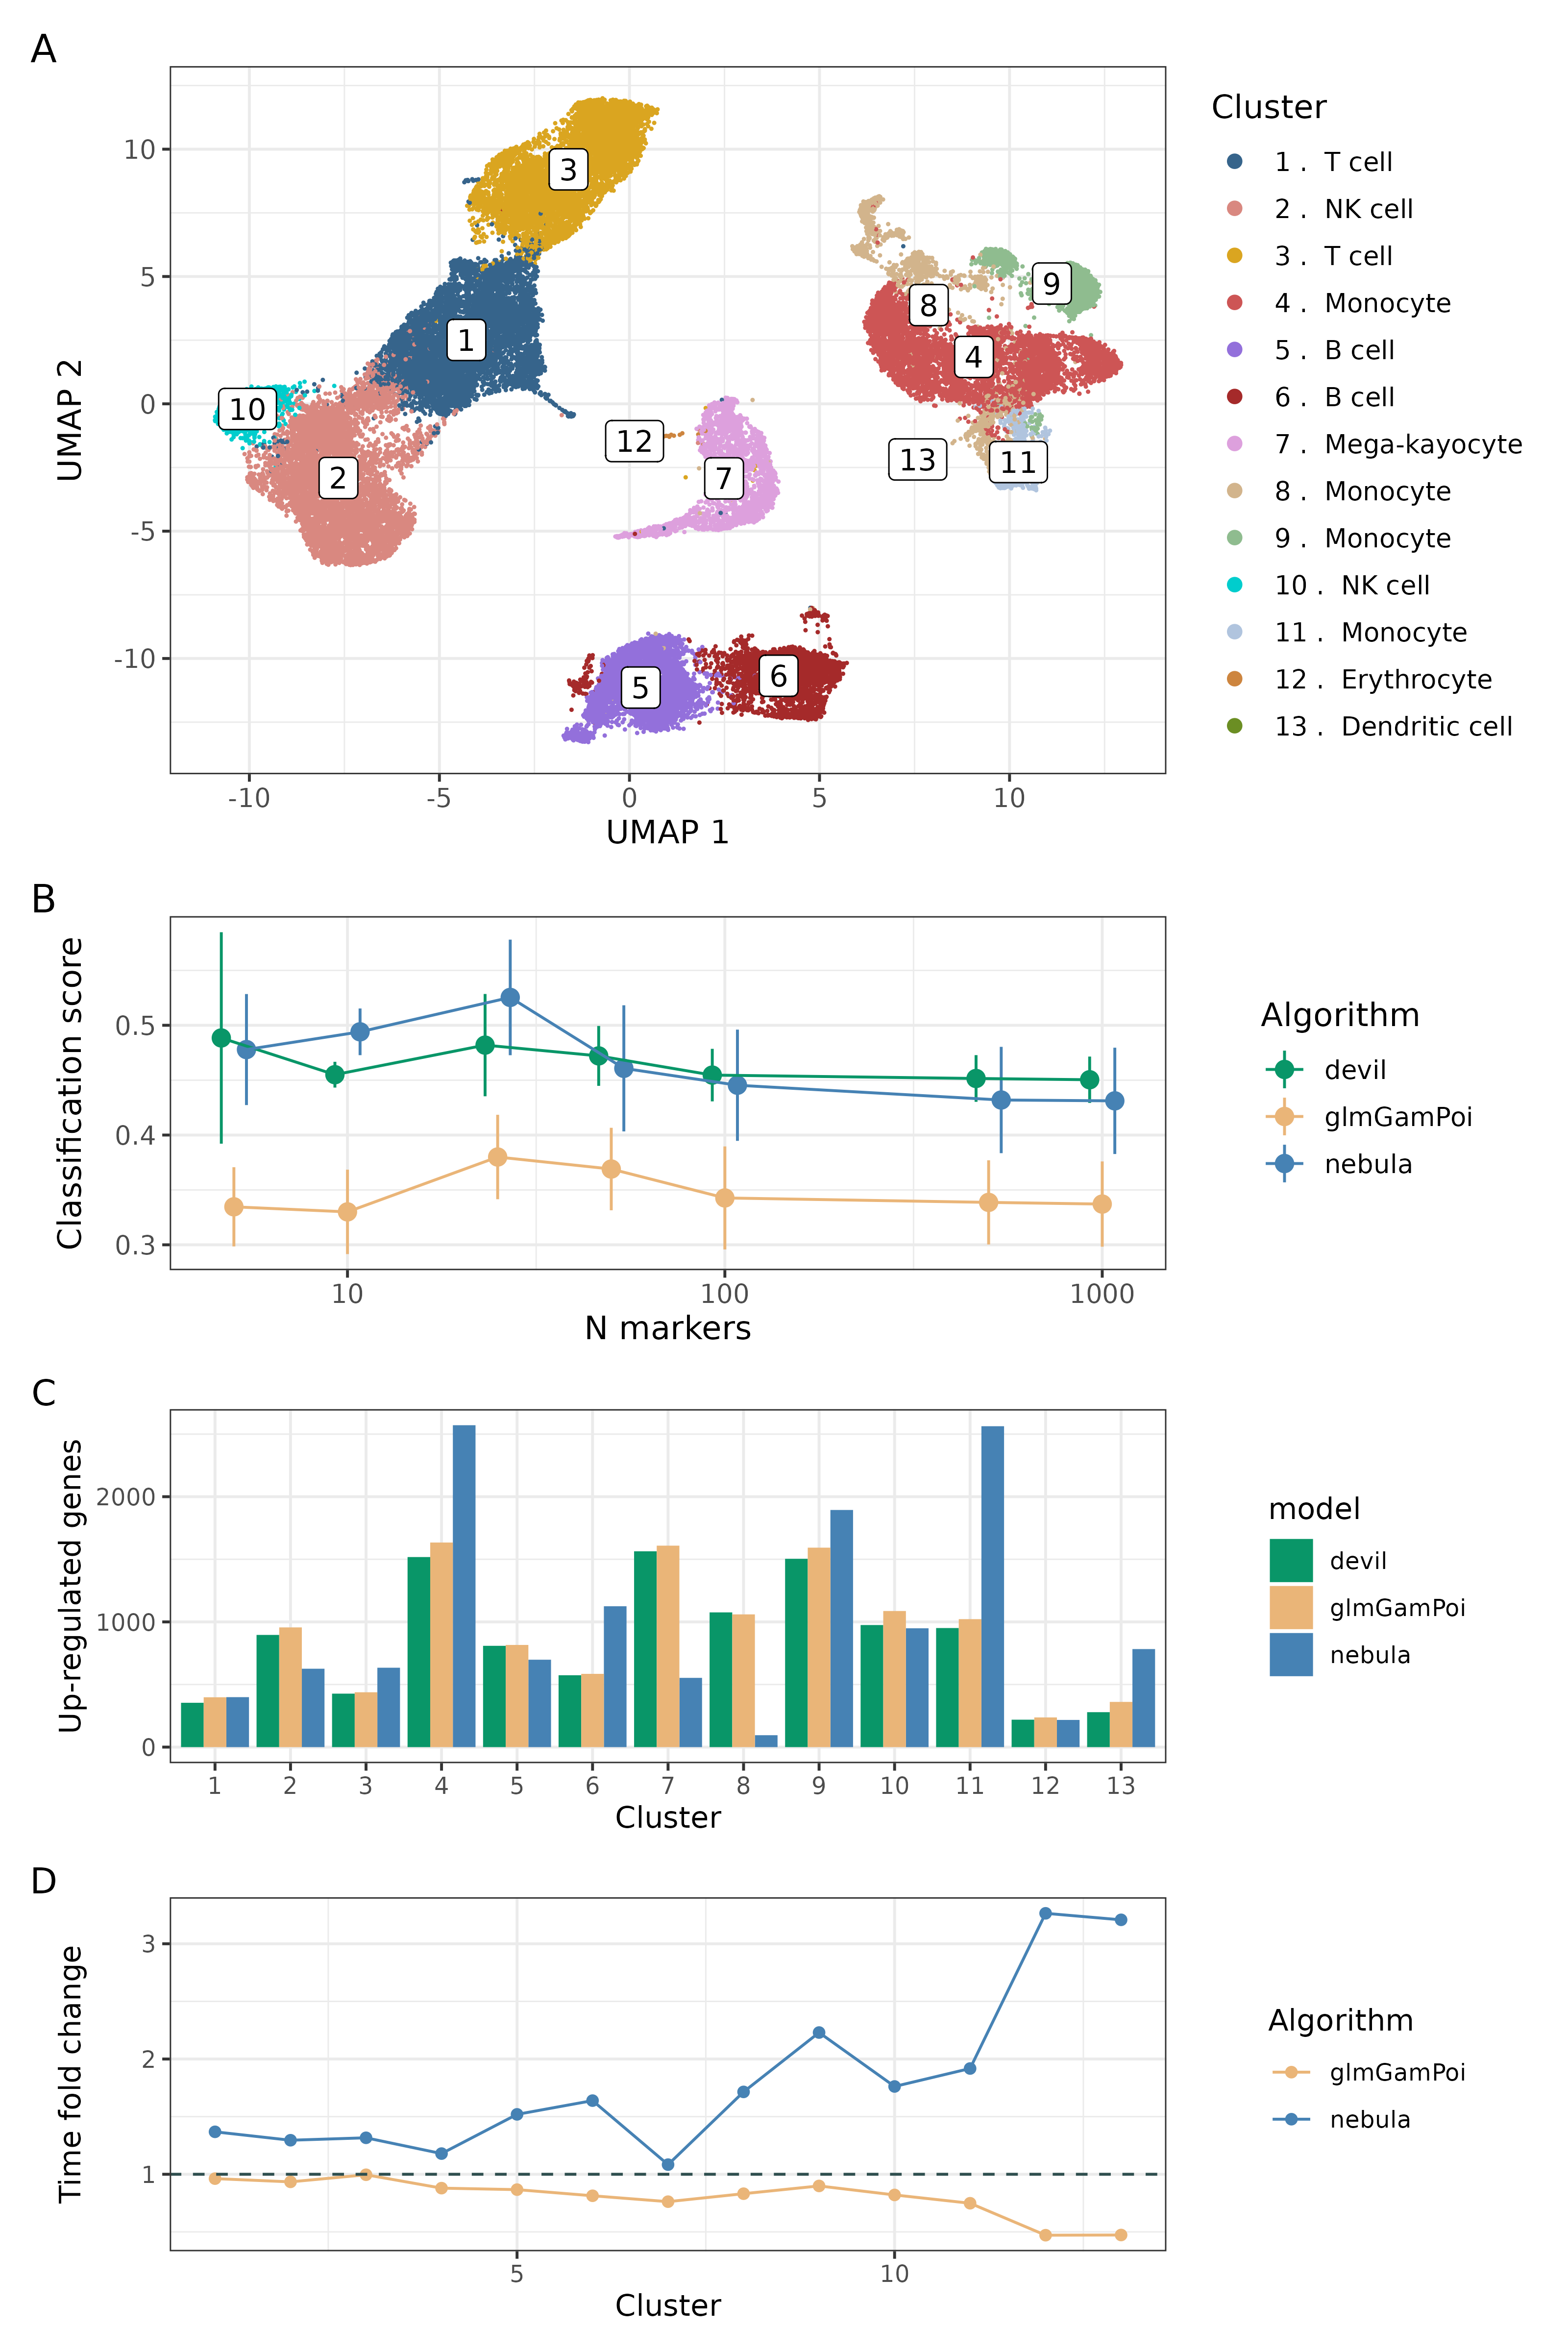 A
Cluster
1 .  T cell
2 .  NK cell
3 .  T cell
4 .  Monocyte
5 .  B cell
6 .  B cell
7 .  Mega-kayocyte
8 .  Monocyte
9 .  Monocyte
10 .  NK cell
11 .  Monocyte
12 .  Erythrocyte
13 .  Dendritic cell
UMAP 2
10
5
0
-5
-10
3
1
10
2
12
7
8
9
4
13
11
5
6
-10 -5 0 5 10
UMAP 1
B
Classification score
0.5
0.4
0.3
10 100 1000
N markers
Algorithm
devil
glmGamPoi
nebula
C
Up-regulated genes
2000
1000
0
1 2 3 4 5 6 7 8 9 10 11 12 13
Cluster
model
devil
glmGamPoi
nebula
D
Time fold change
3
2
1
5 10
Cluster
Algorithm
glmGamPoi
nebula